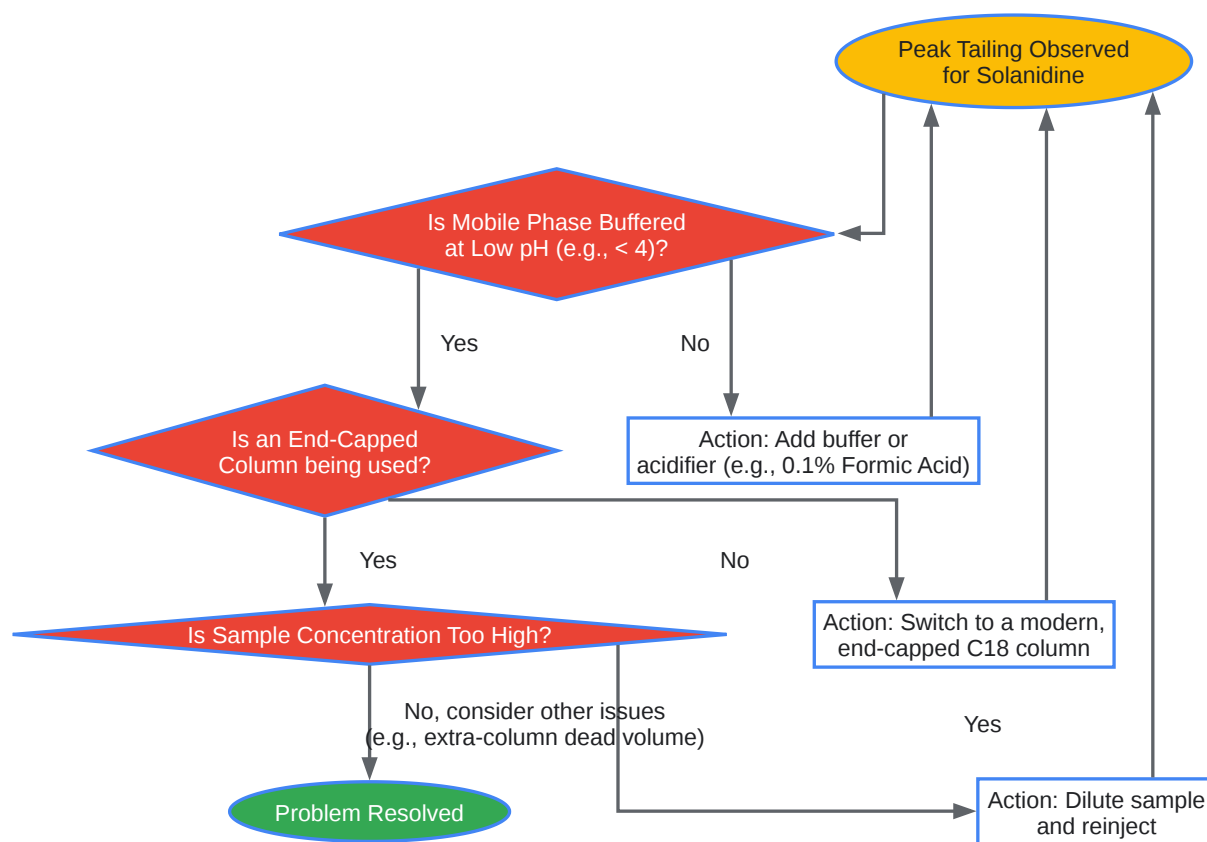 Peak Tailing Observed
for Solanidine
Is Mobile Phase Buffered
at Low pH (e.g., < 4)?
Yes
No
Is an End-Capped
Column being used?
Action: Add buffer or
acidifier (e.g., 0.1% Formic Acid)
Yes
No
Is Sample Concentration Too High?
Action: Switch to a modern,
end-capped C18 column
No, consider other issues
(e.g., extra-column dead volume)
Yes
Problem Resolved
Action: Dilute sample
and reinject